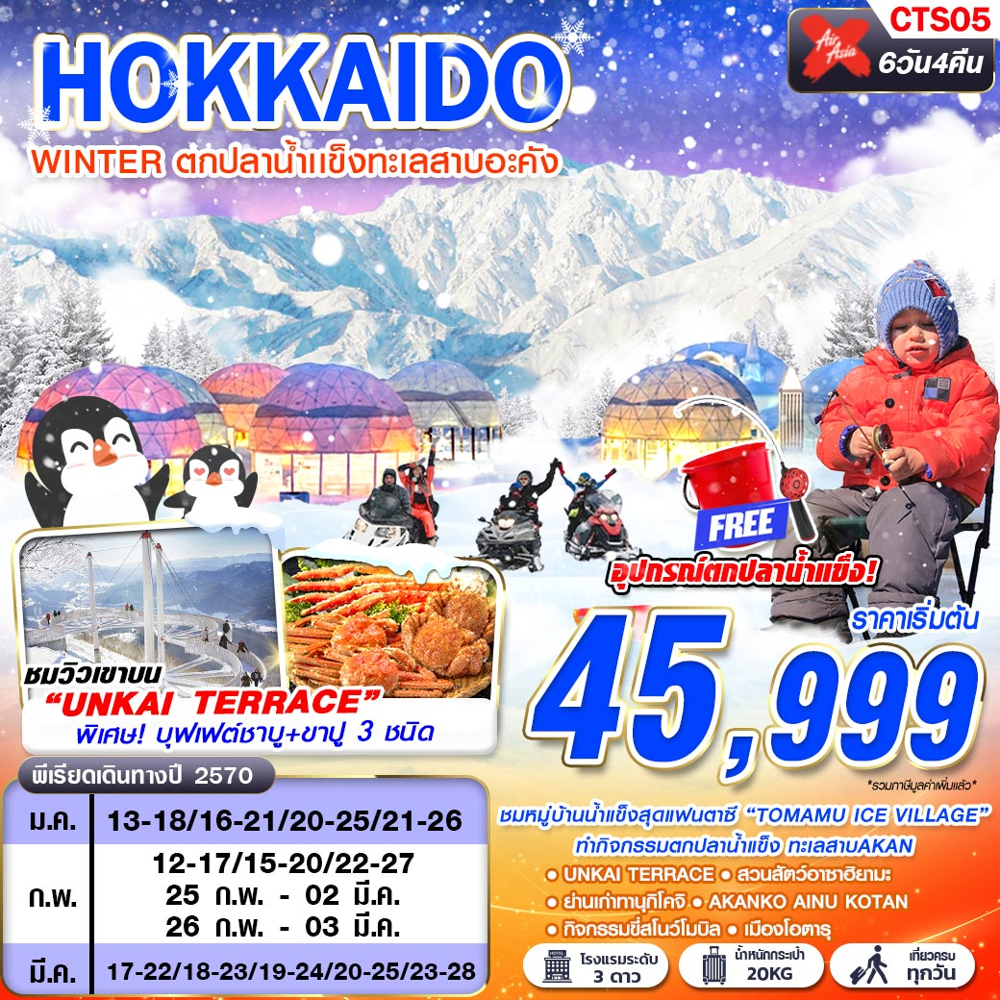 HOKKAIDO
WINTER ตกปลาน้ำแข็งทะเลสาบอะคัง
Air Asia X
CTS05
6วัน4คืน
FREE
อุปกรณ์ตกปลาน้ำแข็ง!
ราคาเริ่มต้น
45,999
*รวมภาษีมูลค่าเพิ่มแล้ว*
ชมวิวเขาบน
“UNKAI TERRACE”
พิเศษ! บุฟเฟต์ชาบู+ขาปู 3 ชนิด
พีเรียดเดินทางปี 2570
ม.ค. 13-18/16-21/20-25/21-26
ก.พ. 12-17/15-20/22-27
25 ก.พ. - 02 มี.ค.
26 ก.พ. - 03 มี.ค.
มี.ค. 17-22/18-23/19-24/20-25/23-28
ชมหมู่บ้านน้ำแข็งสุดแฟนตาซี “TOMAMU ICE VILLAGE”
ทำกิจกรรมตกปลาน้ำแข็ง ทะเลสาบAKAN
• UNKAI TERRACE • สวนสัตว์อาซาฮิยามะ
• ย่านเก่าทานุกิโคจิ • AKANKO AINU KOTAN
• กิจกรรมขี่สโนว์โมบิล • เมืองโอตารุ
HOTEL
โรงแรมระดับ
3 ดาว
น้ำหนักกระเป๋า
20KG
เที่ยวครบ
ทุกวัน